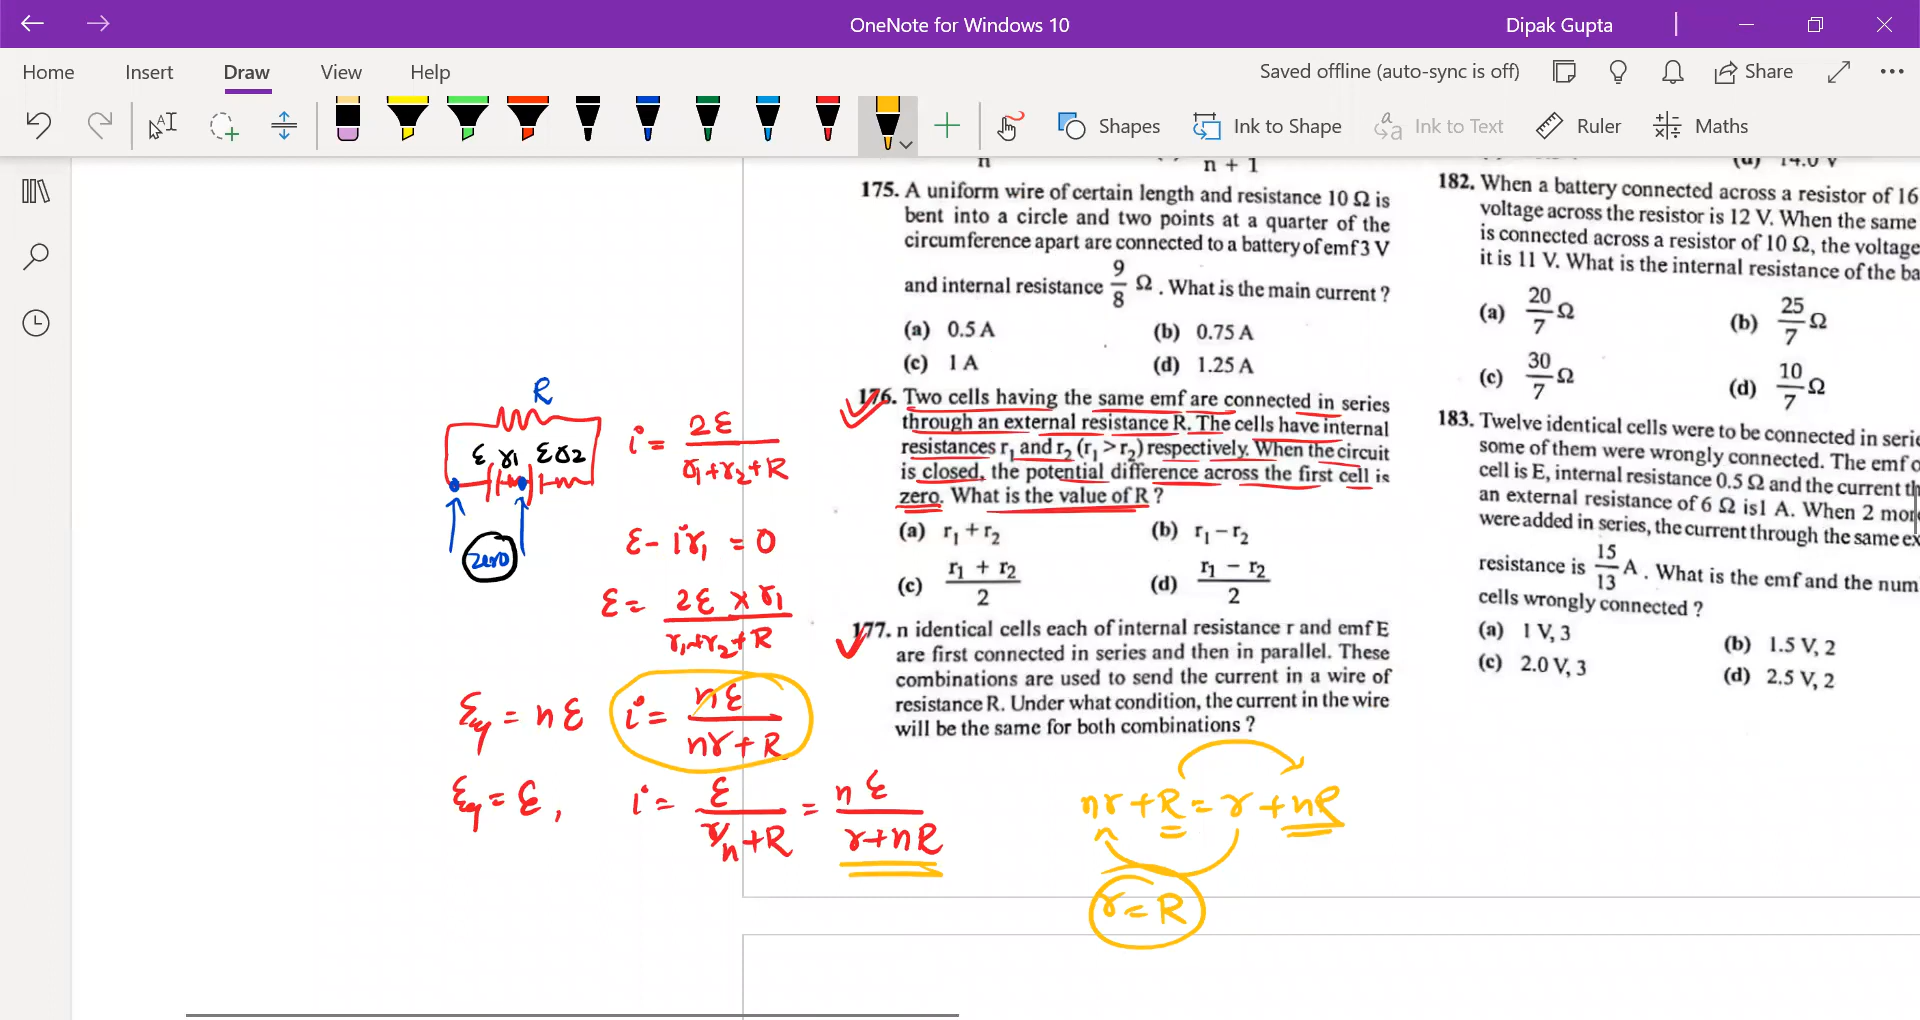 OneNote for Windows 10
Dipak Gupta
Home Insert Draw View Help
Saved offline (auto-sync is off)
Share
Shapes
Ink to Shape
Ink to Text
Ruler
Maths
n
n + 1
175. A uniform wire of certain length and resistance 10 Ω is
bent into a circle and two points at a quarter of the
circumference apart are connected to a battery of emf 3 V
and internal resistance 9/8 Ω . What is the main current ?
(a) 0.5 A (b) 0.75 A
(c) 1 A (d) 1.25 A
176. Two cells having the same emf are connected in series
through an external resistance R. The cells have internal
resistances r₁ and r₂ (r₁ > r₂) respectively. When the circuit
is closed, the potential difference across the first cell is
zero. What is the value of R ?
(a) r₁ + r₂ (b) r₁ − r₂
(c) (r₁ + r₂)/2 (d) (r₁ − r₂)/2
177. n identical cells each of internal resistance r and emf E
are first connected in series and then in parallel. These
combinations are used to send the current in a wire of
resistance R. Under what condition, the current in the wire
will be the same for both combinations ?
(d) 14.0 V
182. When a battery connected across a resistor of 16
voltage across the resistor is 12 V. When the same
is connected across a resistor of 10 Ω, the voltage
it is 11 V. What is the internal resistance of the ba
(a) 20/7 Ω (b) 25/7 Ω
(c) 30/7 Ω (d) 10/7 Ω
183. Twelve identical cells were to be connected in serie
some of them were wrongly connected. The emf o
cell is E, internal resistance 0.5 Ω and the current th
an external resistance of 6 Ω is1 A. When 2 mor
were added in series, the current through the same ex
resistance is 15/13 A . What is the emf and the num
cells wrongly connected ?
(a) 1 V, 3 (b) 1.5 V, 2
(c) 2.0 V, 3 (d) 2.5 V, 2
R
ε r₁ ε r₂
zero
i = 2ε/(r₁+r₂+R)
ε − ir₁ = 0
ε = 2ε × r₁/(r₁+r₂+R)
εeq = nε i = nε/(nr+R)
εeq = ε, i = ε/(r/n+R) = nε/(r+nR)
nr + R = r + nR
n
r = R